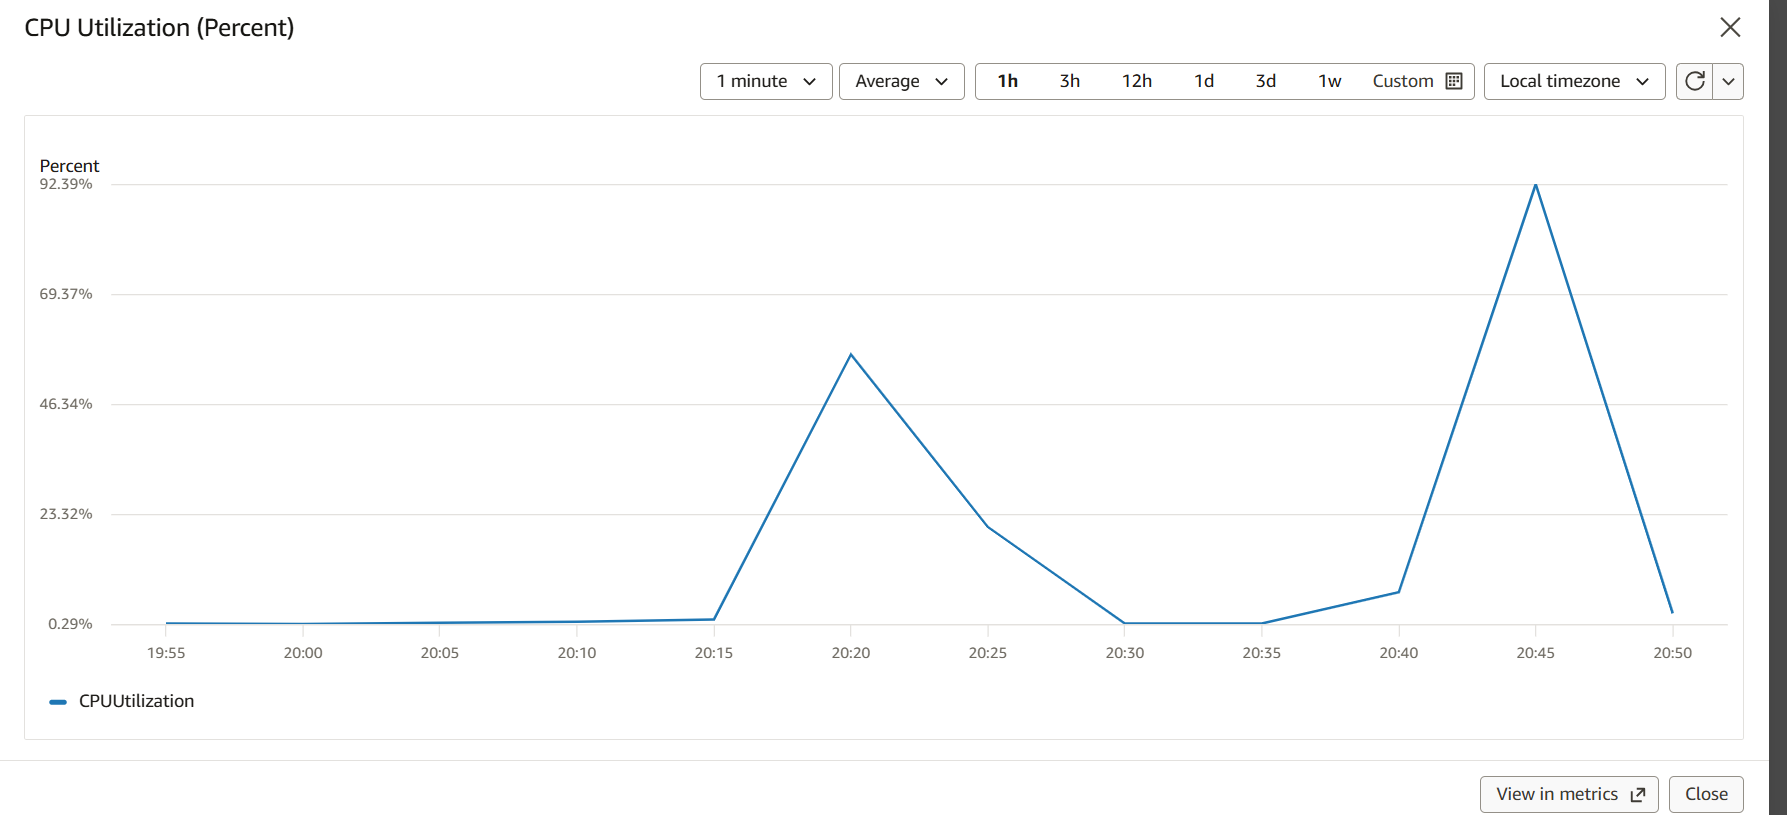 CPU Utilization (Percent)
1 minute Average 1h 3h 12h 1d 3d 1w Custom Local timezone
Percent
92.39%
69.37%
46.34%
23.32%
0.29%
19:55 20:00 20:05 20:10 20:15 20:20 20:25 20:30 20:35 20:40 20:45 20:50
CPUUtilization
View in metrics Close